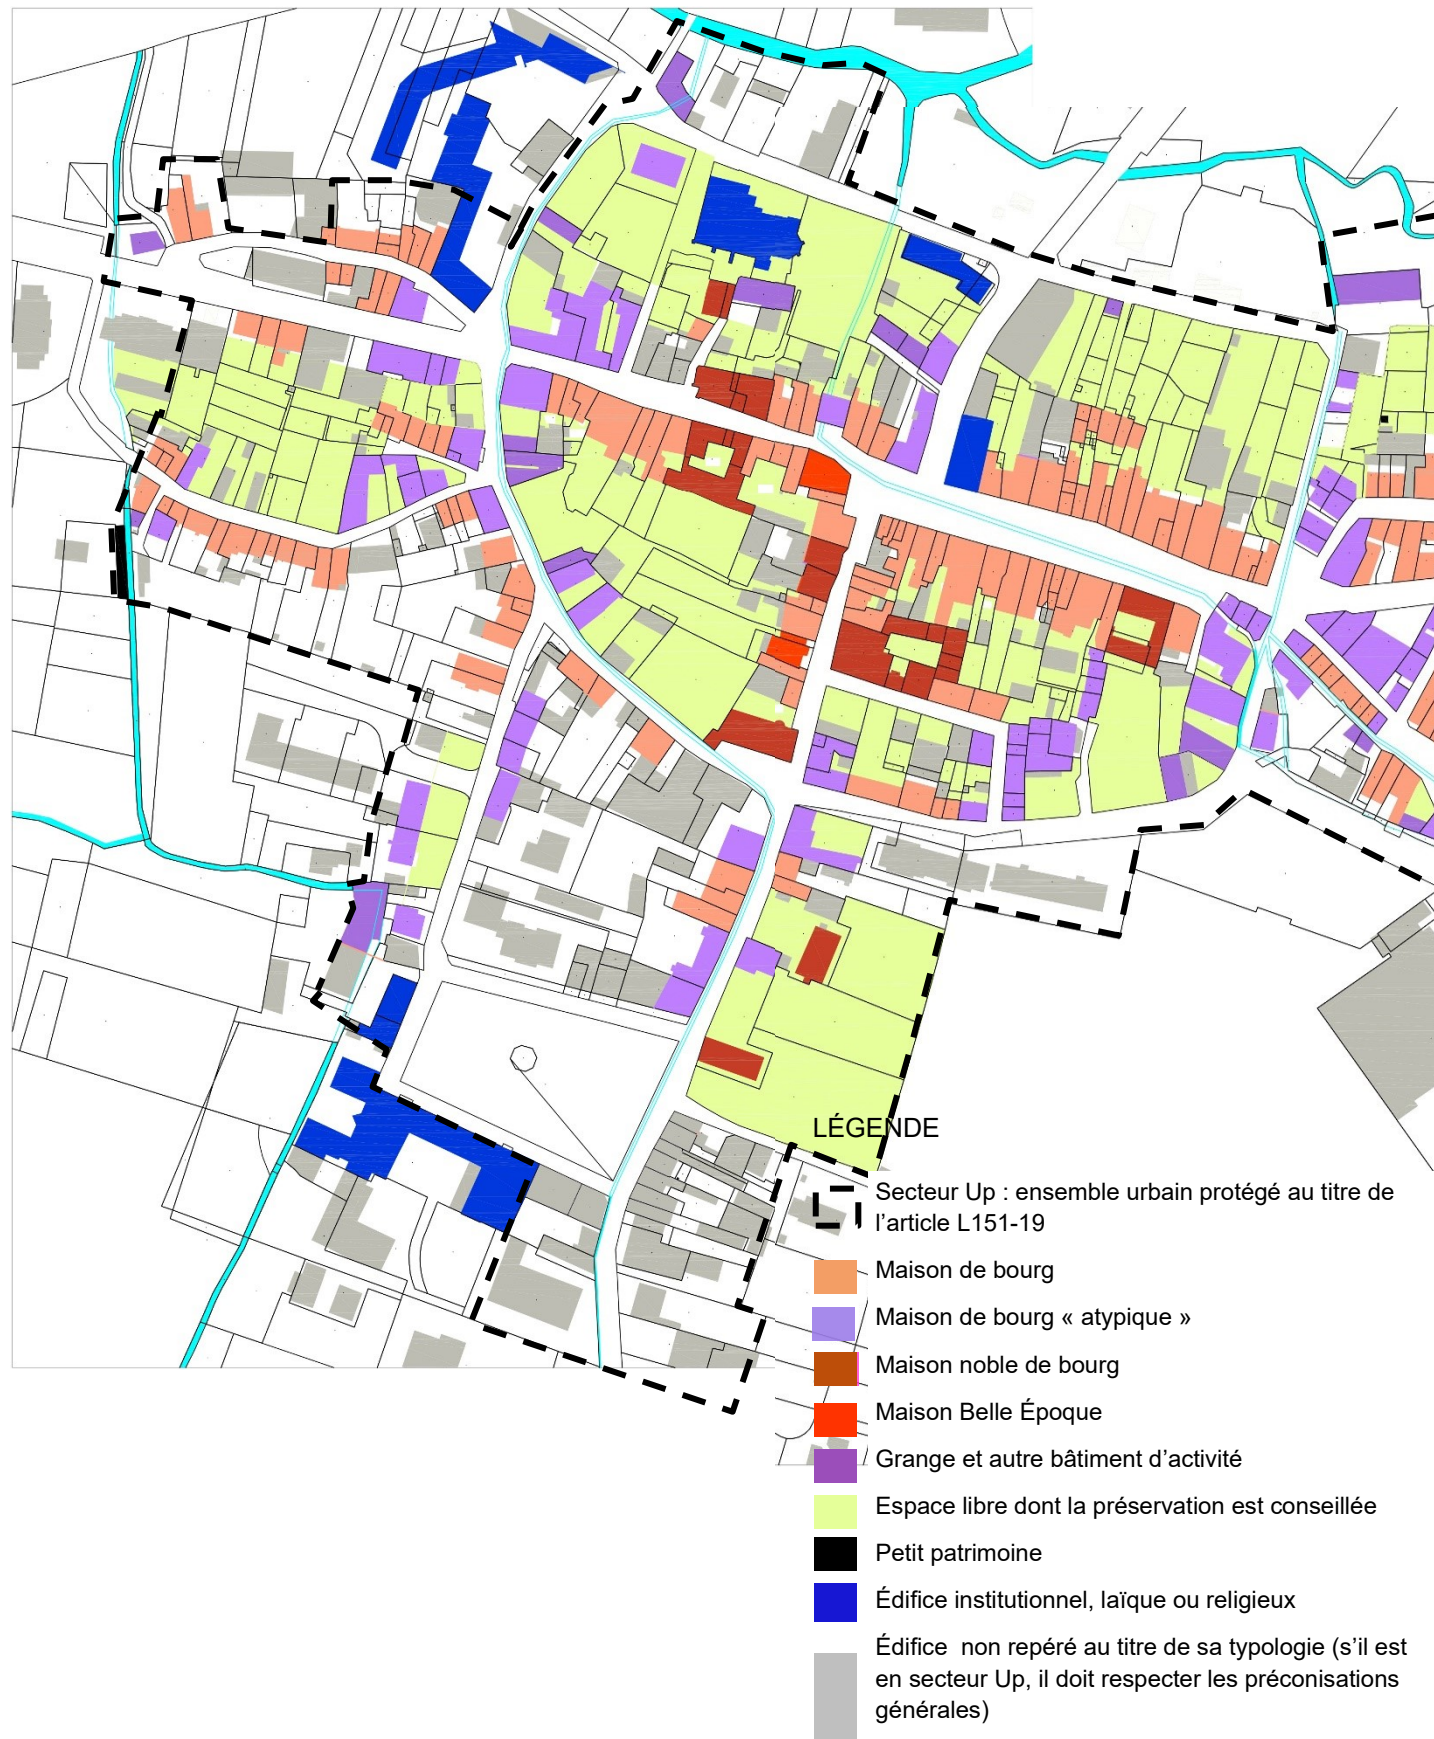 LÉGENDE
Secteur Up : ensemble urbain protégé au titre de
l’article L151-19
Maison de bourg
Maison de bourg « atypique »
Maison noble de bourg
Maison Belle Époque
Grange et autre bâtiment d’activité
Espace libre dont la préservation est conseillée
Petit patrimoine
Édifice institutionnel, laïque ou religieux
Édifice  non repéré au titre de sa typologie (s’il est
en secteur Up, il doit respecter les préconisations
générales)